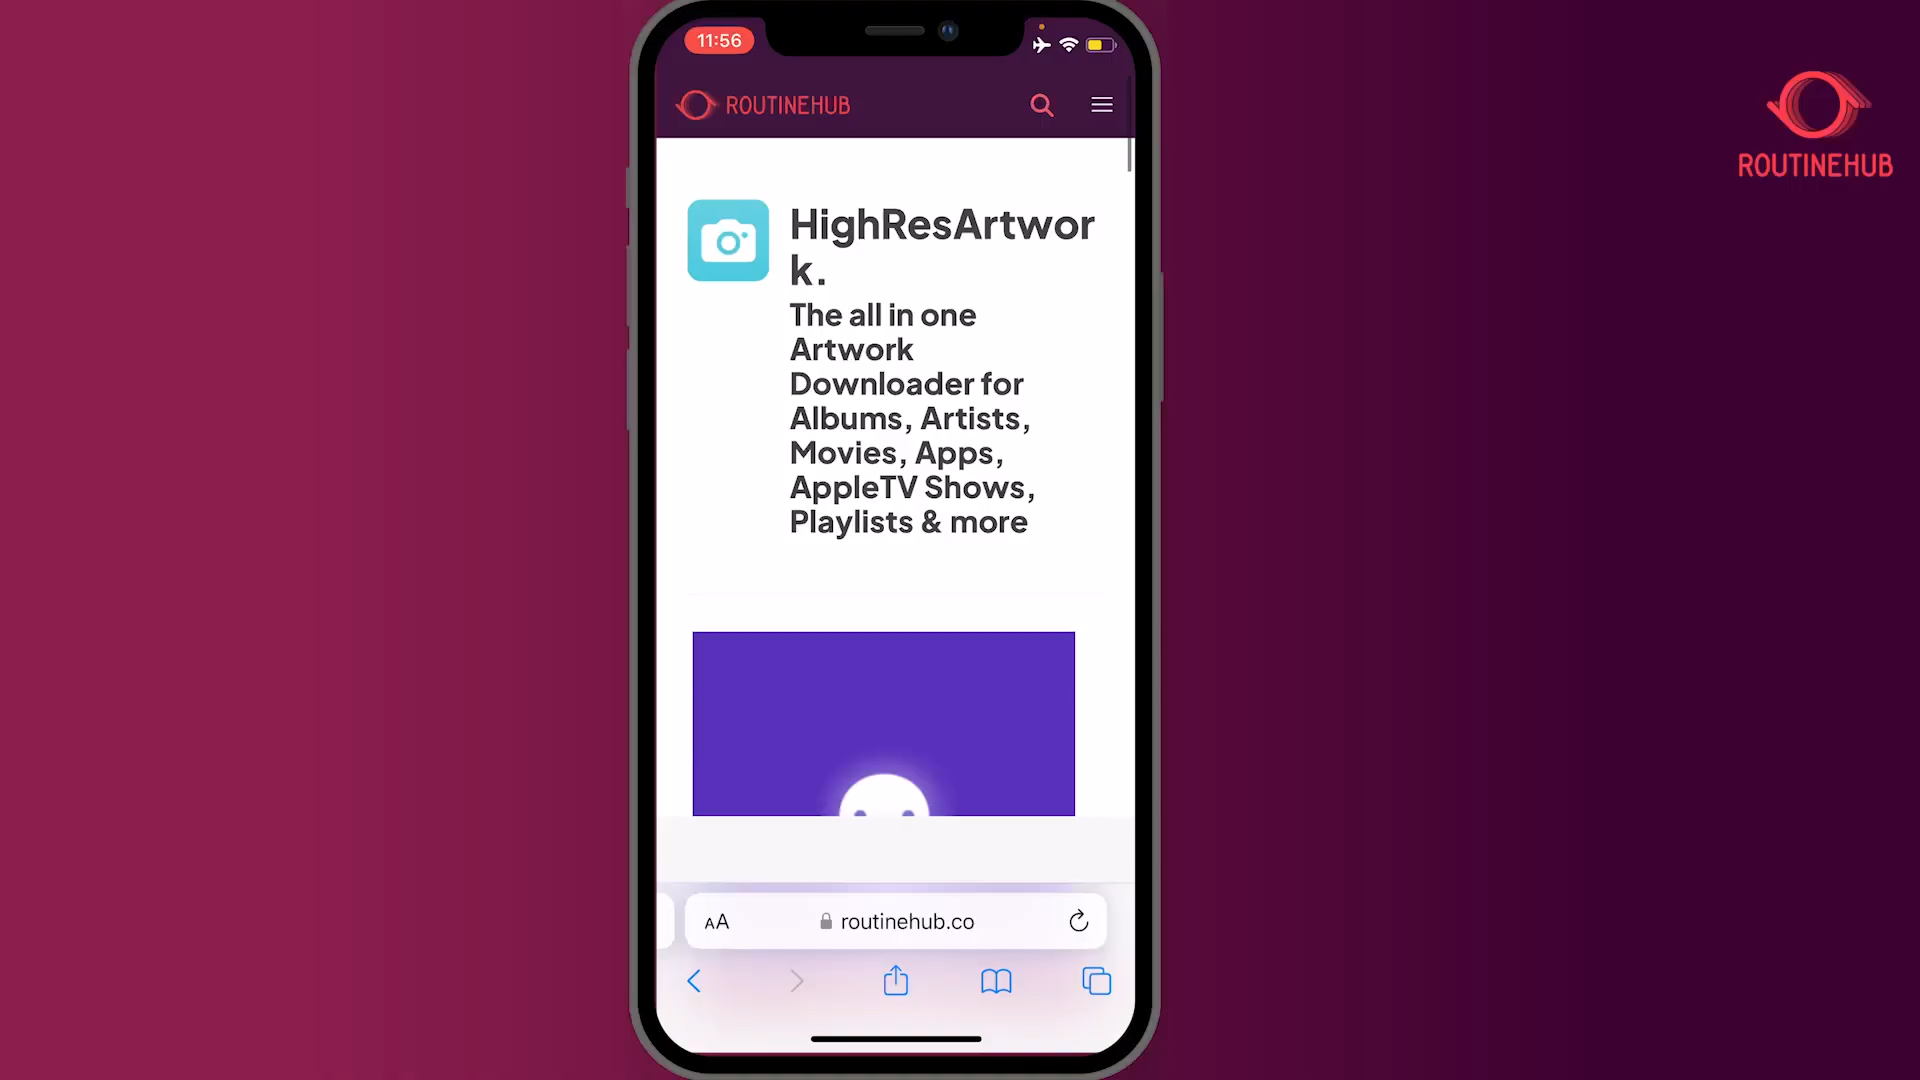 11:56
ROUTINEHUB
HighResArtwor
k.
The all in one
Artwork
Downloader for
Albums, Artists,
Movies, Apps,
AppleTV Shows,
Playlists & more
AA routinehub.co
ROUTINEHUB